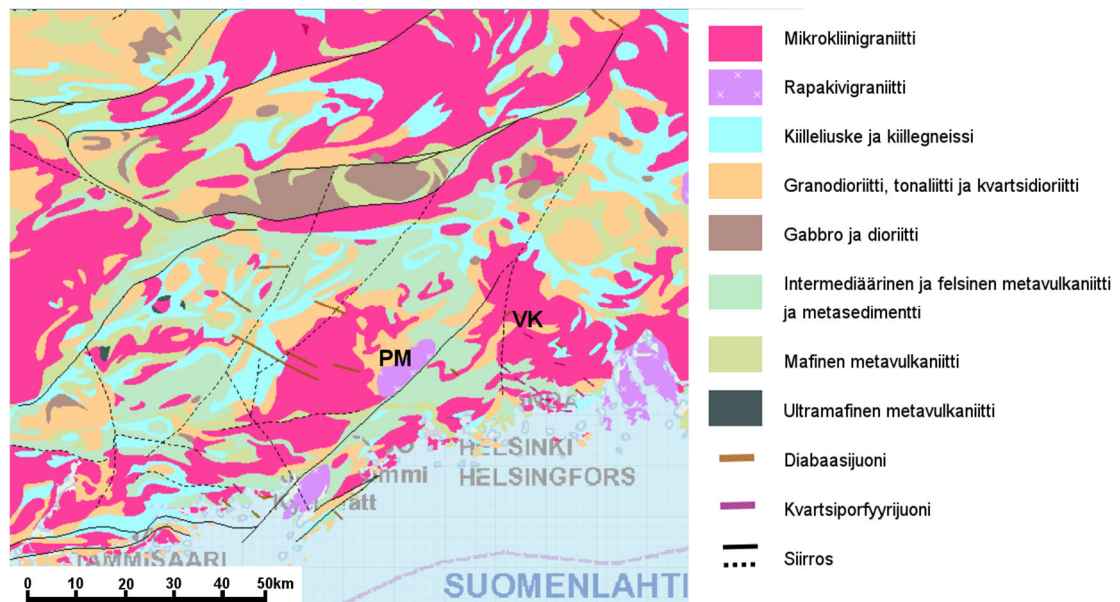 Mikrokliinigraniitti
Rapakivigraniitti
Kiilleliuske ja kiillegneissi
Granodioriitti, tonaliitti ja kvartsidioriitti
Gabbro ja dioriitti
Intermediäärinen ja felsinen metavulkaniitti
ja metasedimentti
Mafinen metavulkaniitti
Ultramafinen metavulkaniitti
Diabaasijuoni
Kvartsiporfyyrijuoni
Siirros
VK
PM
HELSINKI
HELSINGFORS
TAMMISAARI
SUOMENLAHTI
0 10 20 30 40 50km